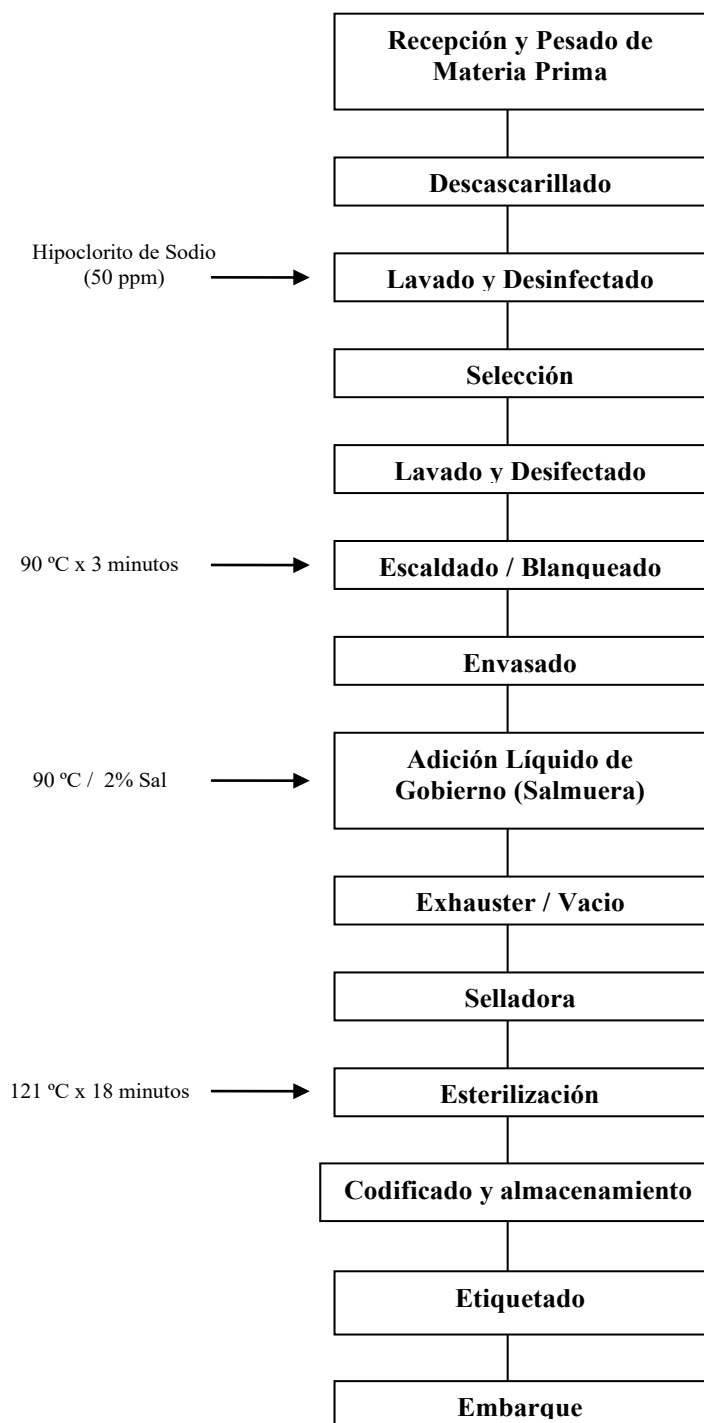 Recepción y Pesado de
Materia Prima
Descascarillado
Hipoclorito de Sodio
(50 ppm)
Lavado y Desinfectado
Selección
Lavado y Desifectado
90 ºC x 3 minutos
Escaldado / Blanqueado
Envasado
90 ºC / 2% Sal
Adición Líquido de
Gobierno (Salmuera)
Exhauster / Vacio
Selladora
121 ºC x 18 minutos
Esterilización
Codificado y almacenamiento
Etiquetado
Embarque